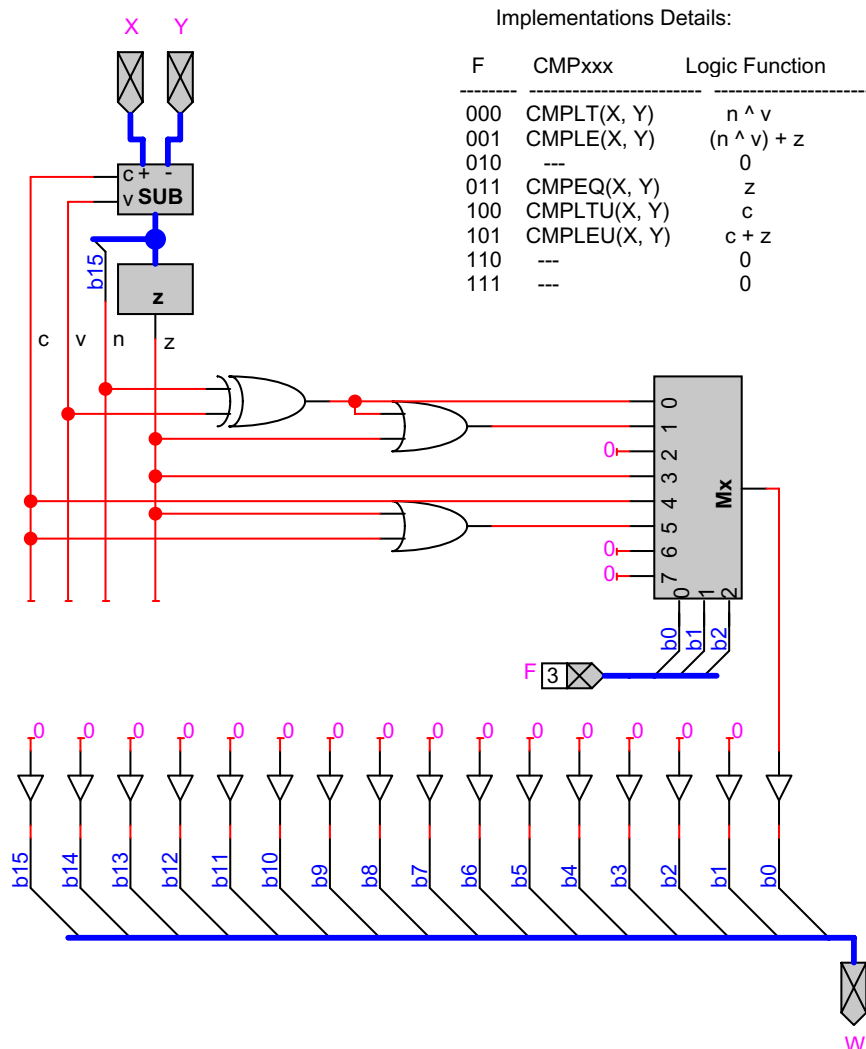 Implementations Details:
X Y
F CMPxxx Logic Function
-------- ----------------------- --------------------
000 CMPLT(X, Y) n ^ v
001 CMPLE(X, Y) (n ^ v) + z
010 --- 0
011 CMPEQ(X, Y) z
100 CMPLTU(X, Y) c
101 CMPLEU(X, Y) c + z
110 --- 0
111 --- 0
c + -
v SUB
b15
z
c v n z
0
1
0 2
3
4
5
0 6
0 7
Mx
0 1 2
b0 b1 b2
F 3
0 0 0 0 0 0 0 0 0 0 0 0 0 0 0
b15 b14 b13 b12 b11 b10 b9 b8 b7 b6 b5 b4 b3 b2 b1 b0
W